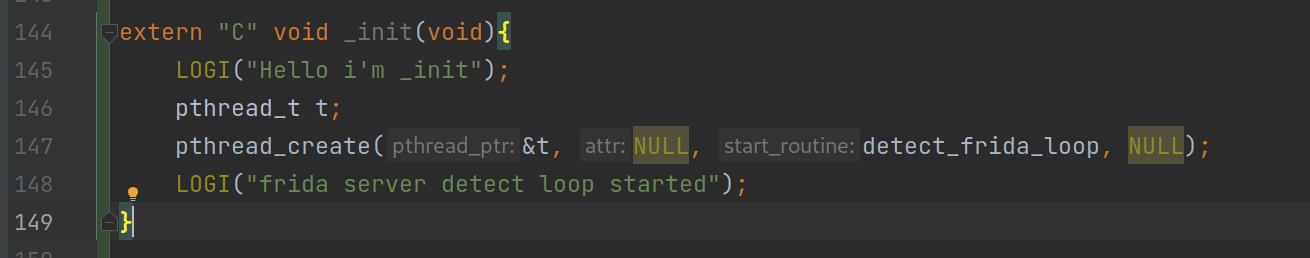 144 extern "C" void _init(void){
145 LOGI("Hello i'm _init");
146 pthread_t t;
147 pthread_create( pthread_ptr: &t, attr: NULL, start_routine: detect_frida_loop, NULL);
148 LOGI("frida server detect loop started");
149 }